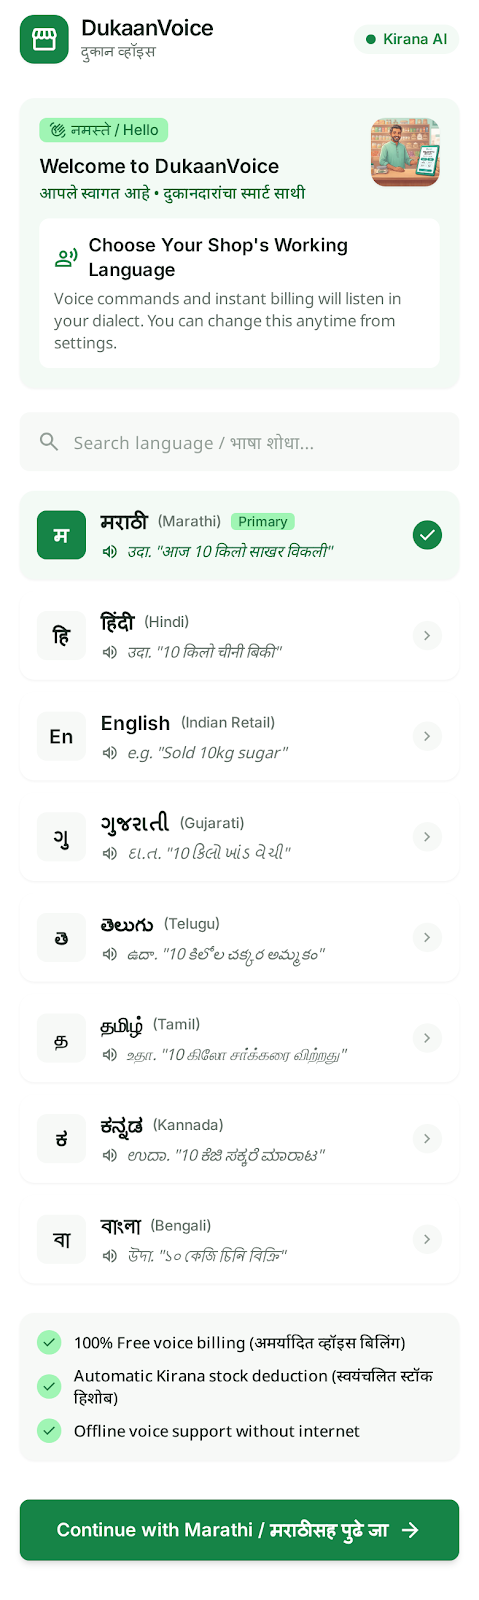 DukaanVoice
दुकान व्हॉइस
Kirana AI
नमस्ते / Hello
Welcome to DukaanVoice
आपले स्वागत आहे • दुकानदारांचा स्मार्ट साथी
Choose Your Shop's Working
Language
Voice commands and instant billing will listen in
your dialect. You can change this anytime from
settings.
Search language / भाषा शोधा...
म
मराठी (Marathi) Primary
उदा. "आज 10 किलो साखर विकली"
हि
हिंदी (Hindi)
उदा. "10 किलो चीनी बिकी"
En
English (Indian Retail)
e.g. "Sold 10kg sugar"
ગુ
ગુજરાતી (Gujarati)
દા.ત. "10 કિલો ખાંડ વેચી"
తె
తెలుగు (Telugu)
ఉదా. "10 కిలోల చక్కర అమ్మకం"
த
தமிழ் (Tamil)
உதா. "10 கிலோ சர்க்கரை விற்றது"
ಕ
ಕನ್ನಡ (Kannada)
ಉದಾ. "10 ಕೆಜಿ ಸಕ್ಕರೆ ಮಾರಾಟ"
বা
বাংলা (Bengali)
উদা. "১০ কেজি চিনি বিক্রি"
100% Free voice billing (अमर्यादित व्हॉइस बिलिंग)
Automatic Kirana stock deduction (स्वयंचलित स्टॉक
हिशोब)
Offline voice support without internet
Continue with Marathi / मराठीसह पुढे जा